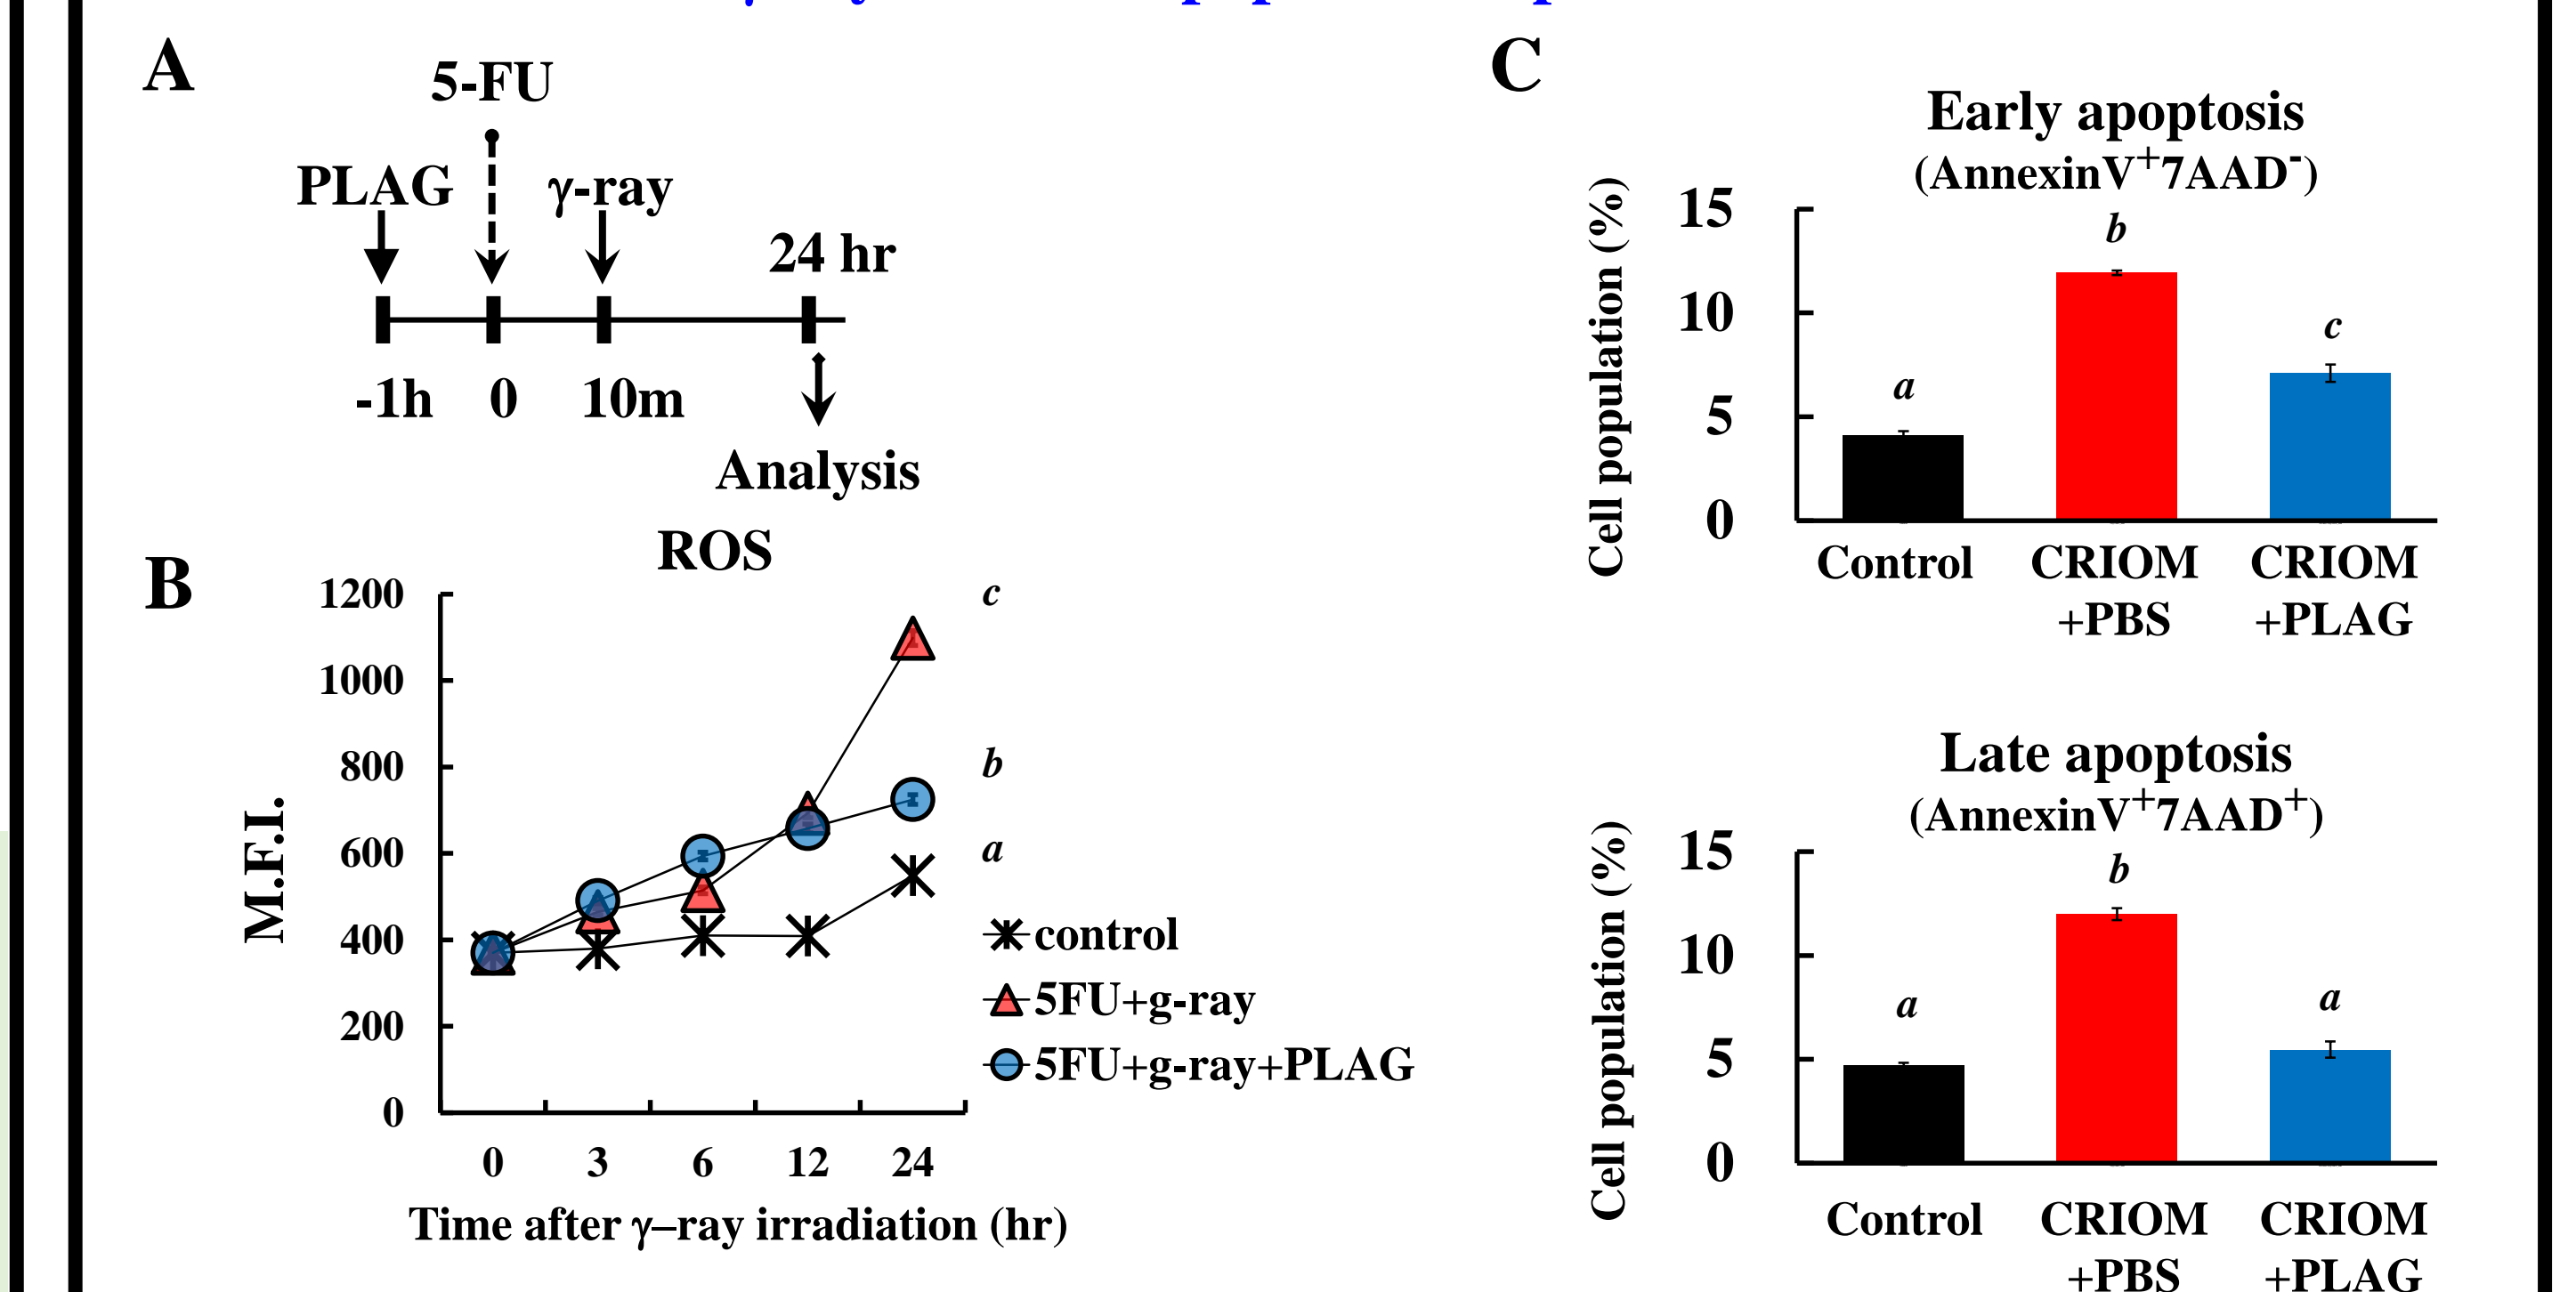 A
5-FU
PLAG
γ-ray
24 hr
-1h 0 10m
Analysis
B
ROS
1200
1000
800
600
400
200
0
M.F.I.
c
b
a
control
5FU+g-ray
5FU+g-ray+PLAG
0 3 6 12 24
Time after γ–ray irradiation (hr)
C
Early apoptosis
(AnnexinV+7AAD-)
Cell population (%)
15
10
5
0
a
b
c
Control
CRIOM
+PBS
CRIOM
+PLAG
Late apoptosis
(AnnexinV+7AAD+)
Cell population (%)
15
10
5
0
a
b
a
Control
CRIOM
+PBS
CRIOM
+PLAG